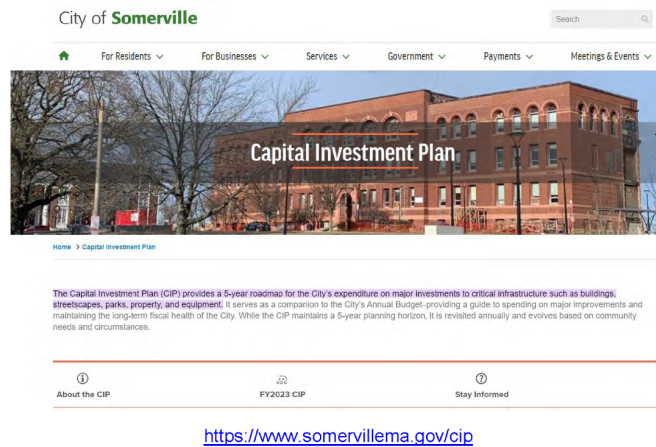 City of Somerville
Search
For Residents
For Businesses
Services
Government
Payments
Meetings & Events
Capital Investment Plan
Home > Capital Investment Plan
The Capital Investment Plan (CIP) provides a 5-year roadmap for the City's expenditure on major investments to critical infrastructure such as buildings,
streetscapes, parks, property, and equipment. It serves as a companion to the City's Annual Budget–providing a guide to spending on major improvements and
maintaining the long-term fiscal health of the City. While the CIP maintains a 5-year planning horizon, it is revisited annually and evolves based on community
needs and circumstances.
About the CIP
FY2023 CIP
Stay Informed
https://www.somervillema.gov/cip